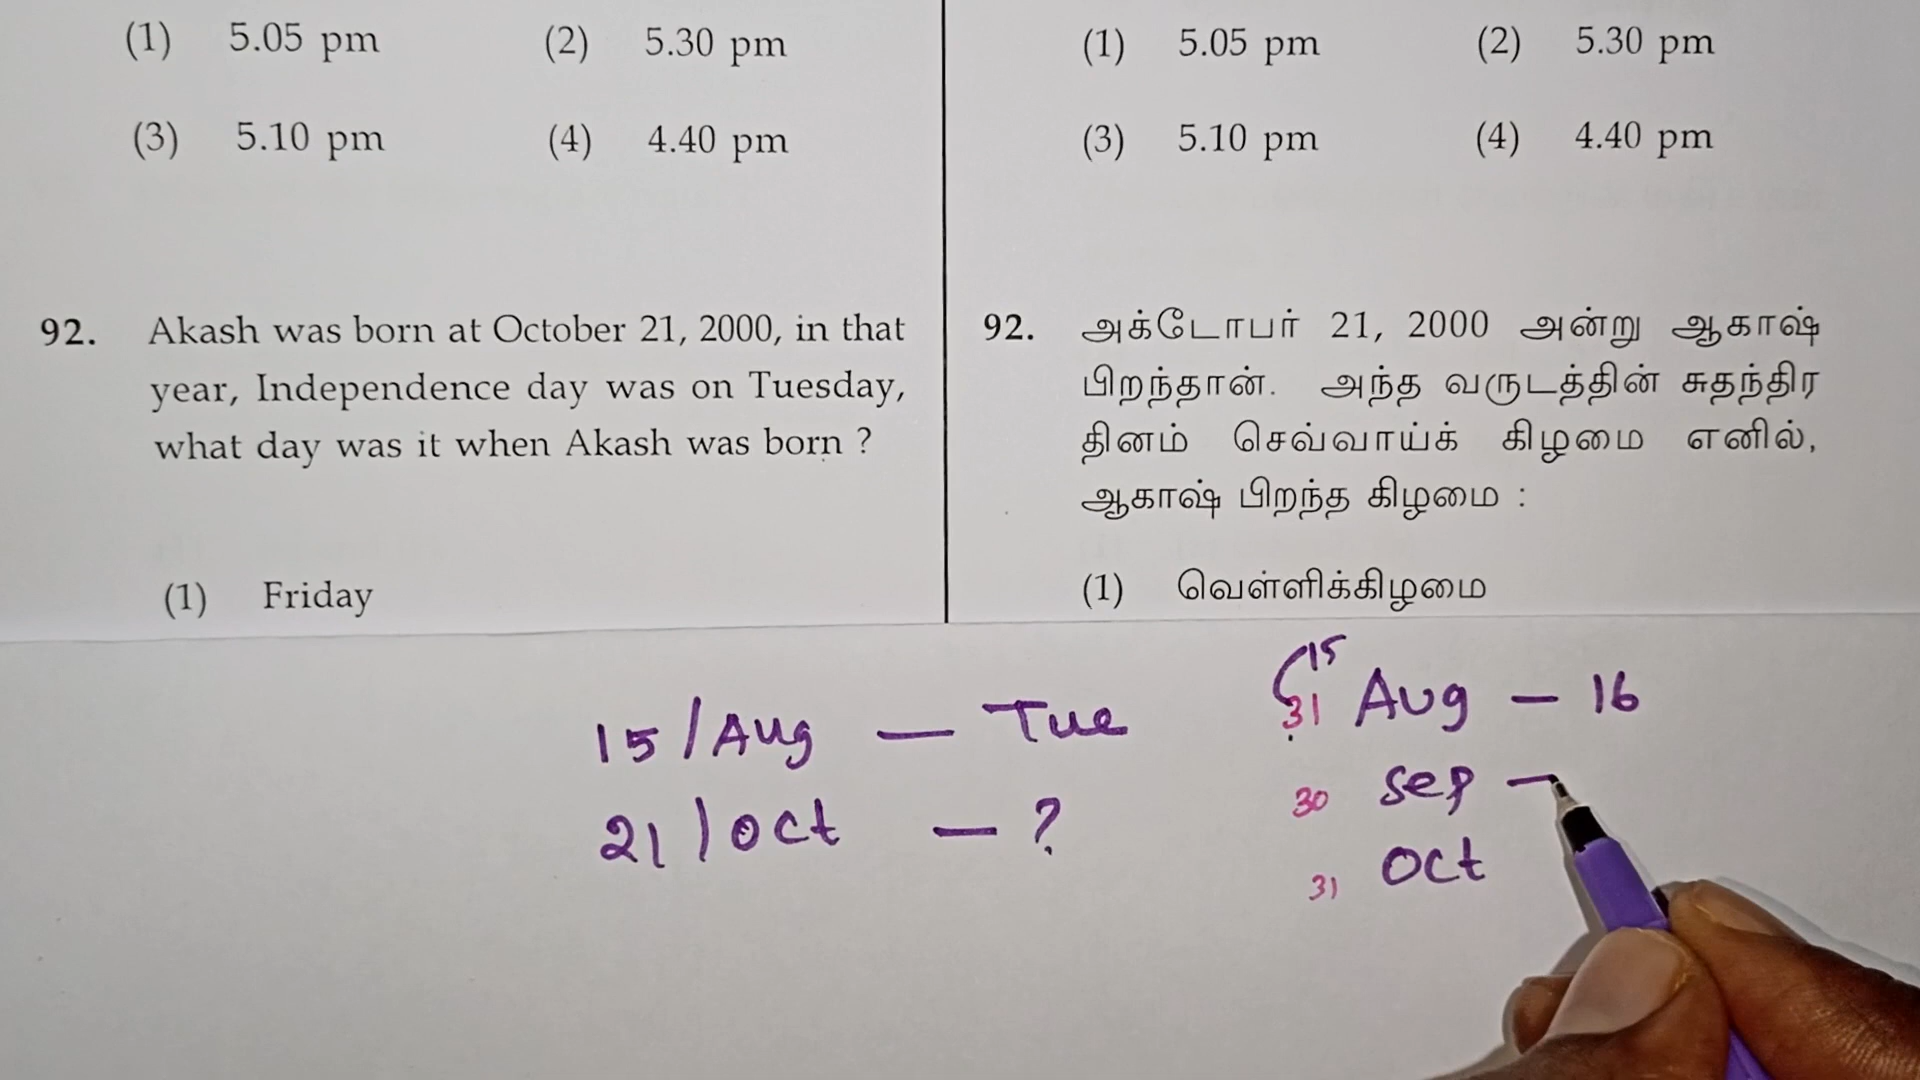 (1) 5.05 pm (2) 5.30 pm
(3) 5.10 pm (4) 4.40 pm
92. Akash was born at October 21, 2000, in that
year, Independence day was on Tuesday,
what day was it when Akash was born ?
(1) Friday
(1) 5.05 pm (2) 5.30 pm
(3) 5.10 pm (4) 4.40 pm
92. அக்டோபர் 21, 2000 அன்று ஆகாஷ்
பிறந்தான். அந்த வருடத்தின் சுதந்திர
தினம் செவ்வாய்க் கிழமை எனில்,
ஆகாஷ் பிறந்த கிழமை :
(1) வெள்ளிக்கிழமை
15/Aug — Tue
21/oct — ?
15
31 Aug — 16
30 Sep —
31 Oct